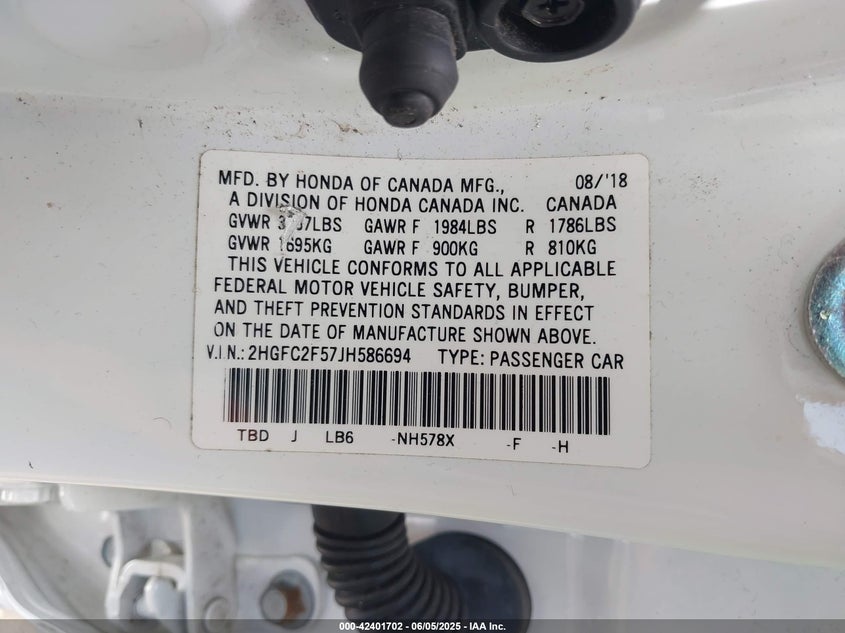 MFD. BY HONDA OF CANADA MFG., 08/'18
A DIVISION OF HONDA CANADA INC. CANADA
GVWR GAWR F 1984LBS R 1786LBS
GVWR 1695KG GAWR F 900KG R 810KG
THIS VEHICLE CONFORMS TO ALL APPLICABLE
FEDERAL MOTOR VEHICLE SAFETY, BUMPER,
AND THEFT PREVENTION STANDARDS IN EFFECT
ON THE DATE OF MANUFACTURE SHOWN ABOVE.
V.I.N.: 2HGFC2F57JH586694 TYPE: PASSENGER CAR
TBD J LB6 -NH578X -F -H
000-42401702 - 06/05/2025 - IAA Inc.